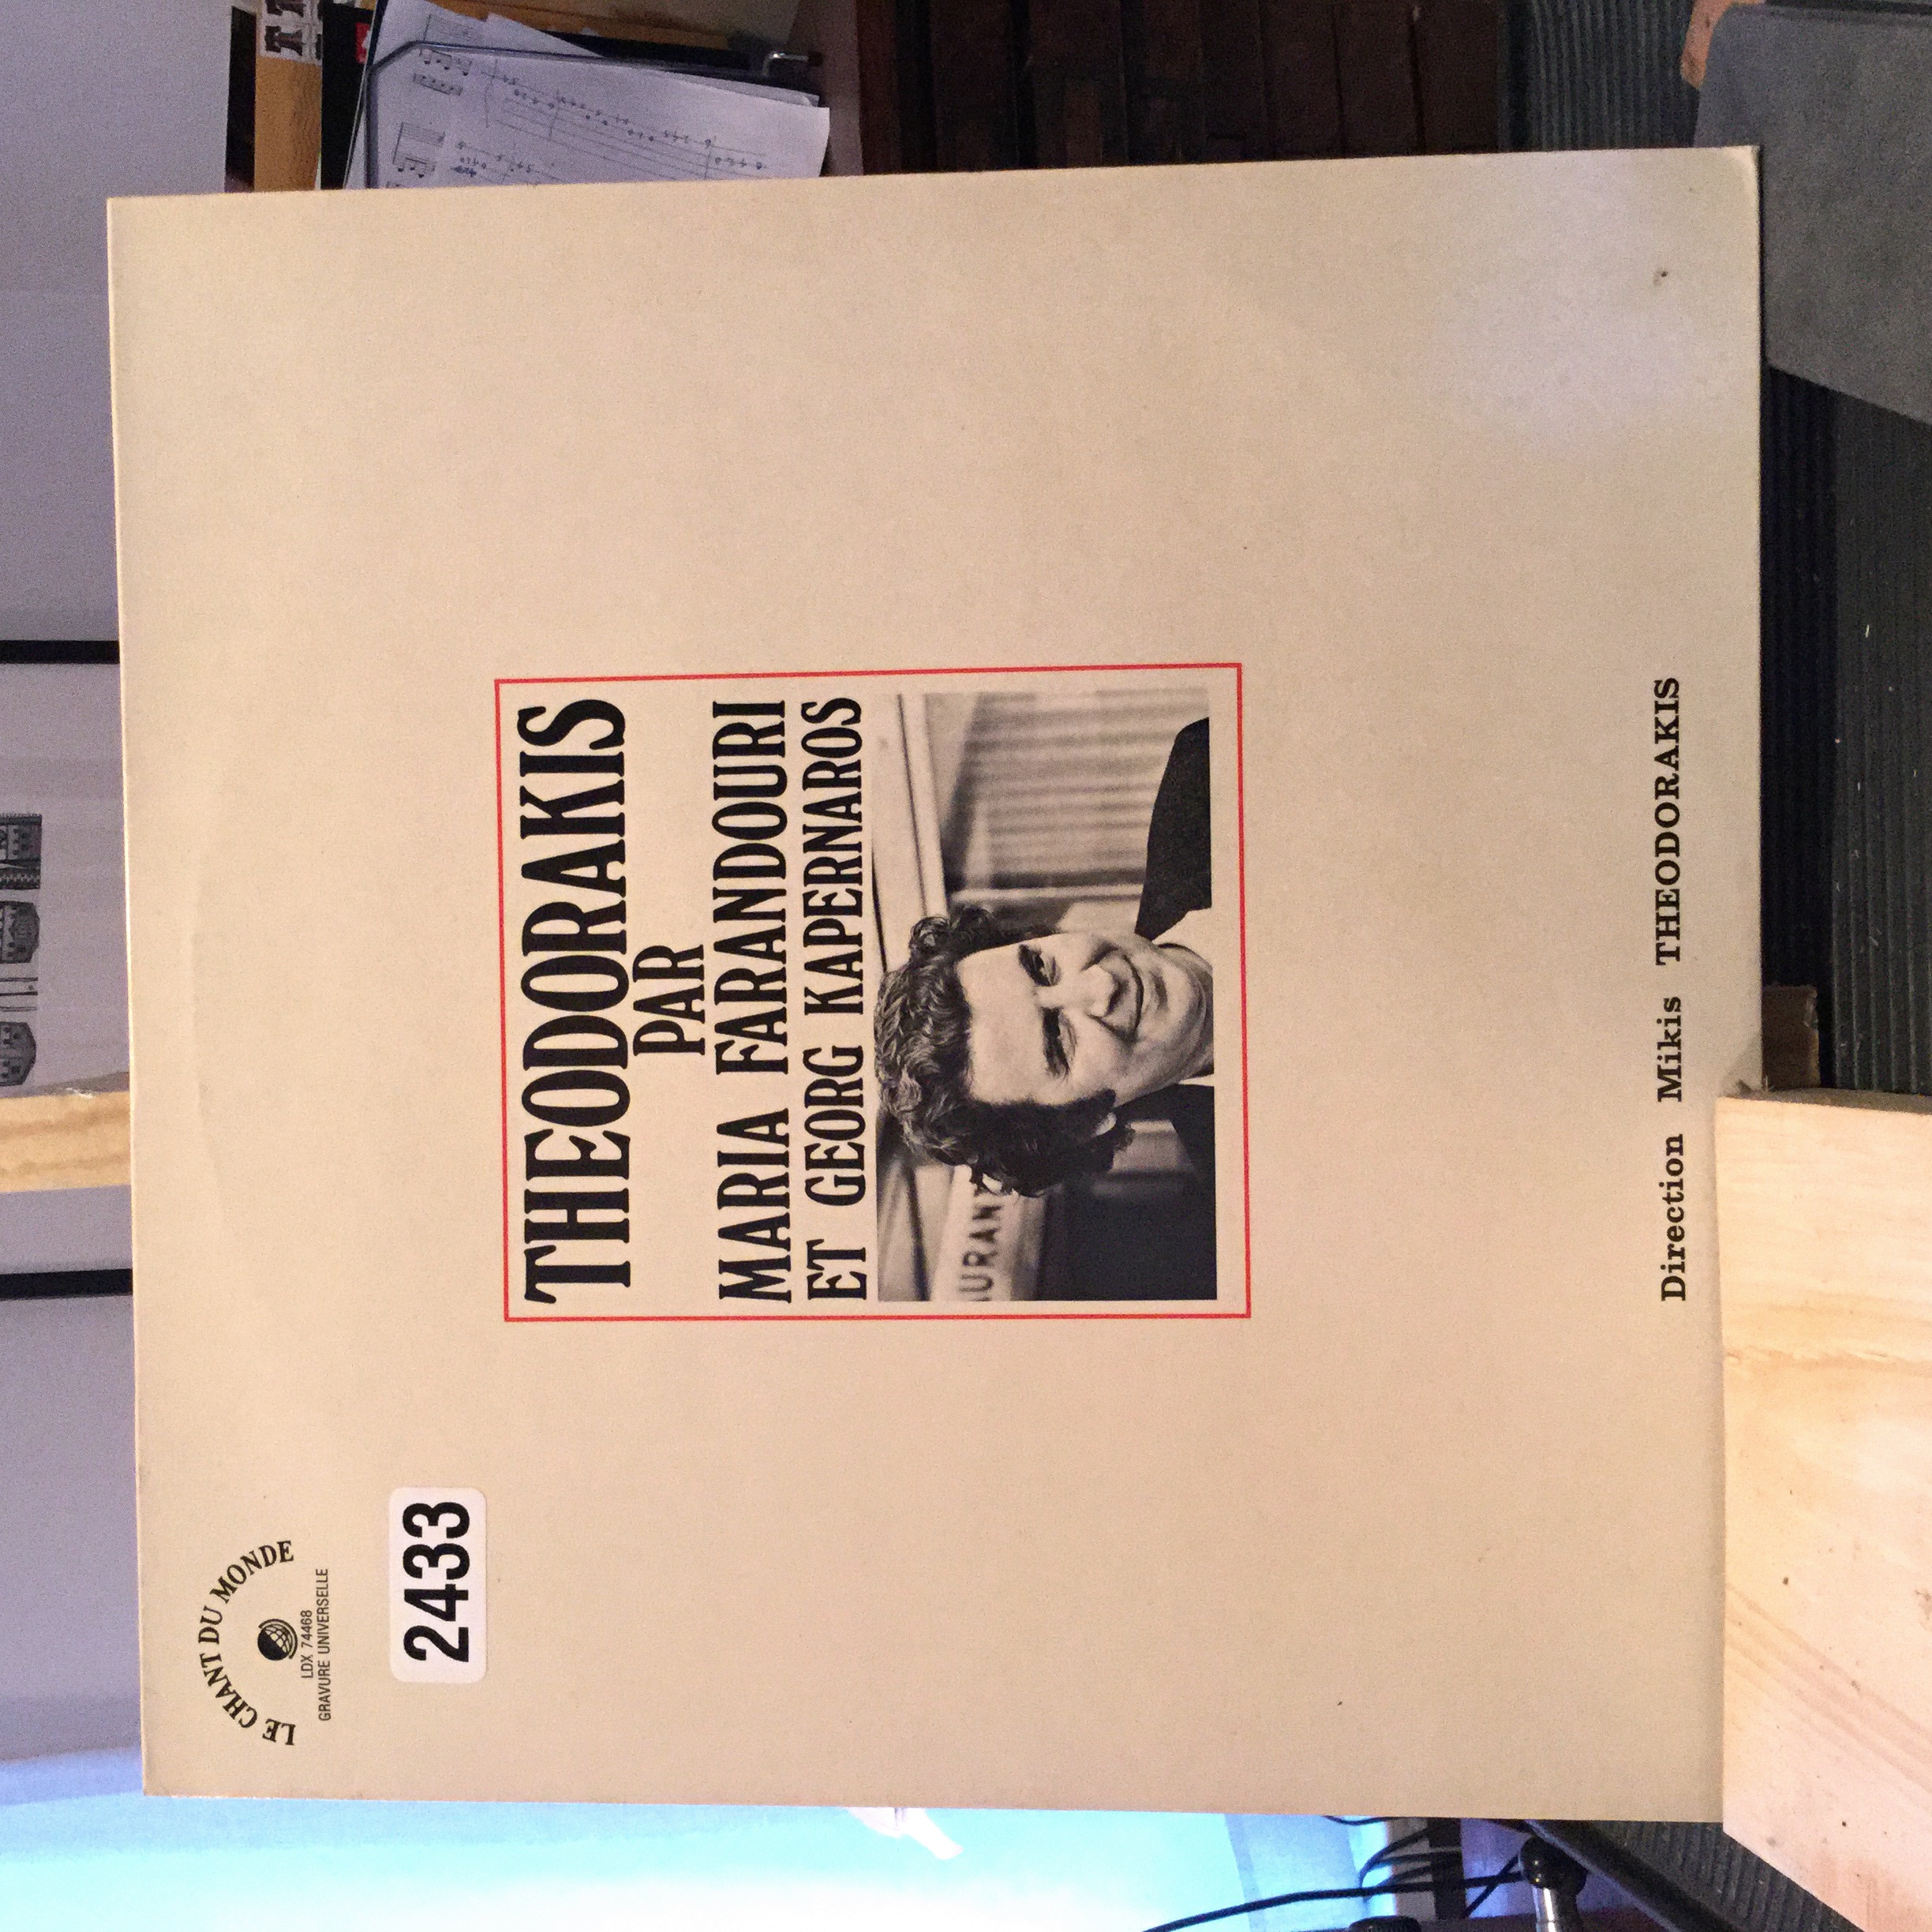 LE CHANT DU MONDE
LDX 74468
GRAVURE UNIVERSELLE
2433
THEODORAKIS
PAR
MARIA FARANDOURI
ET GEORG KAPERNAROS
URANT
Direction Mikis THEODORAKIS